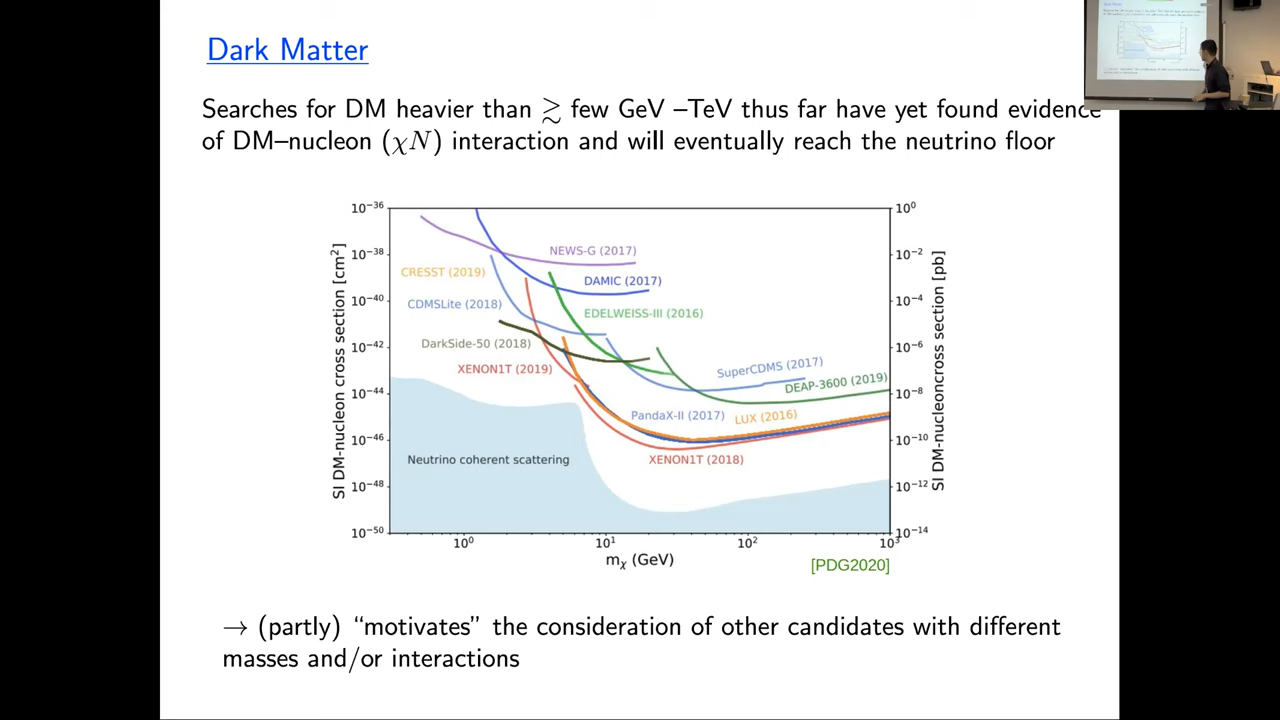 Dark Matter
Searches for DM heavier than ≳ few GeV –TeV thus far have yet found evidence
of DM–nucleon (χN) interaction and will eventually reach the neutrino floor
10⁻³⁶
10⁻³⁸
10⁻⁴⁰
10⁻⁴²
10⁻⁴⁴
10⁻⁴⁶
10⁻⁴⁸
10⁻⁵⁰
SI DM-nucleon cross section [cm²]
NEWS-G (2017)
CRESST (2019)
DAMIC (2017)
CDMSLite (2018)
EDELWEISS-III (2016)
DarkSide-50 (2018)
XENON1T (2019)
SuperCDMS (2017)
DEAP-3600 (2019)
PandaX-II (2017)
LUX (2016)
XENON1T (2018)
Neutrino coherent scattering
10⁰
10⁻²
10⁻⁴
10⁻⁶
10⁻⁸
10⁻¹⁰
10⁻¹²
10⁻¹⁴
SI DM-nucleoncross section [pb]
10⁰
10¹
10²
10³
mχ (GeV)
[PDG2020]
→ (partly) “motivates” the consideration of other candidates with different
masses and/or interactions